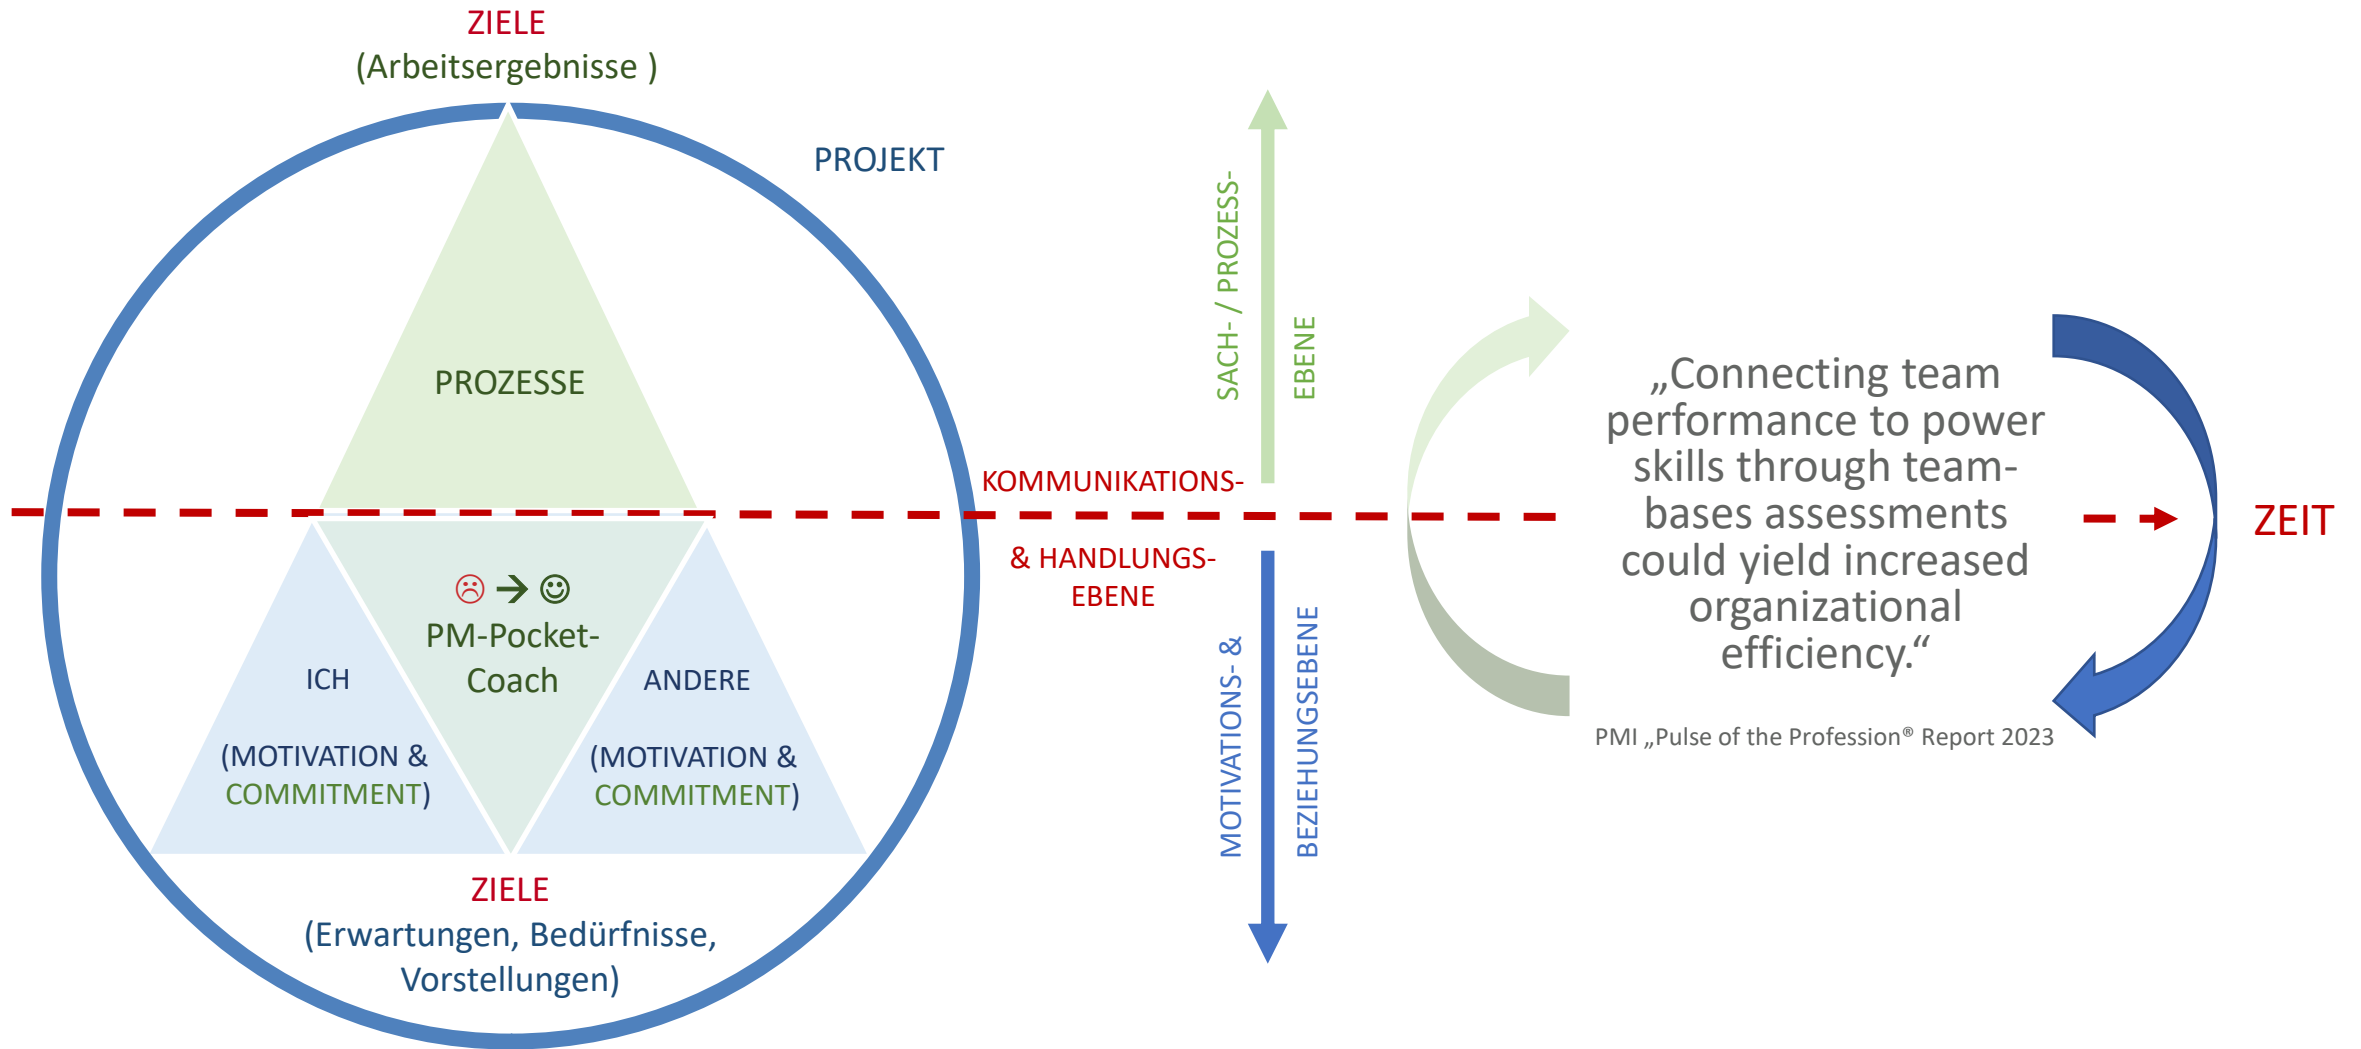 ZIELE
(Arbeitsergebnisse )
PROJEKT
PROZESSE
☹ → ☺
PM-Pocket-
Coach
ICH
(MOTIVATION &
COMMITMENT)
ANDERE
(MOTIVATION &
COMMITMENT)
ZIELE
(Erwartungen, Bedürfnisse,
Vorstellungen)
SACH- / PROZESS-
EBENE
KOMMUNIKATIONS-
& HANDLUNGS-
EBENE
MOTIVATIONS- &
BEZIEHUNGSEBENE
„Connecting team
performance to power
skills through team-
bases assessments
could yield increased
organizational
efficiency.“
PMI „Pulse of the Profession® Report 2023
ZEIT